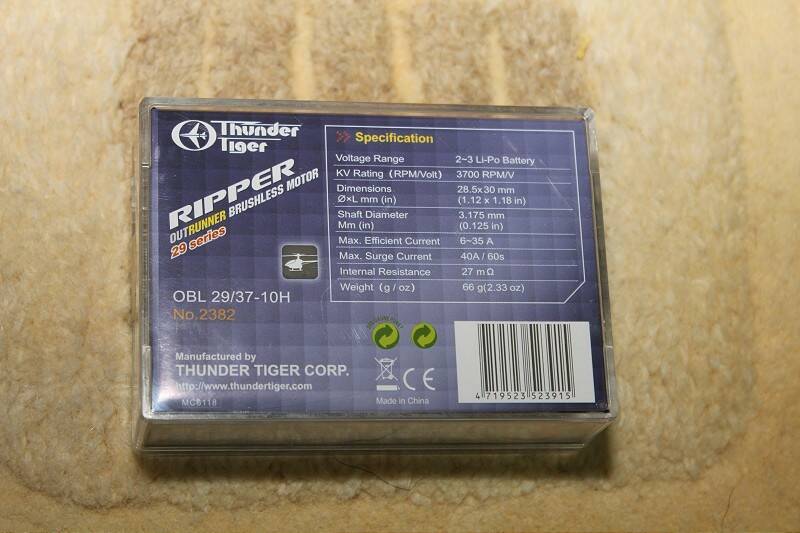 Thunder
Tiger
RIPPER
OUTRUNNER BRUSHLESS MOTOR
29 series
OBL 29/37-10H
No.2382
Specification
Voltage Range 2~3 Li-Po Battery
KV Rating (RPM/Volt) 3700 RPM/V
Dimensions 28.5x30 mm
Ø×L mm (in) (1.12 x 1.18 in)
Shaft Diameter 3.175 mm
Mm (in) (0.125 in)
Max. Efficient Current 6~35 A
Max. Surge Current 40A / 60s
Internal Resistance 27 mΩ
Weight (g / oz) 66 g(2.33 oz)
Manufactured by
THUNDER TIGER CORP.
http://www.thundertiger.com
MC6118
CE
Made in China
4 719523 523915